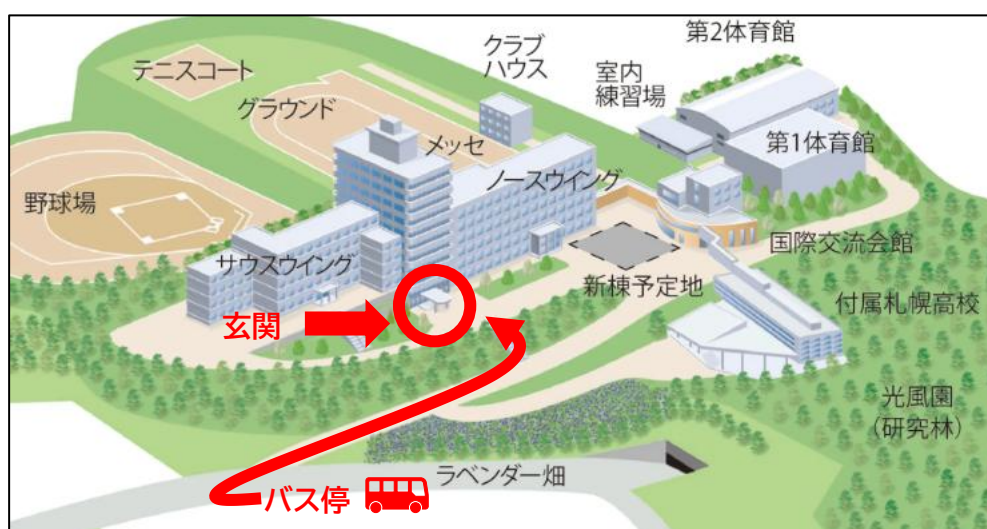 第2体育館
クラブ
ハウス
室内
練習場
テニスコート
グラウンド
メッセ
第1体育館
ノースウイング
野球場
国際交流会館
サウスウイング
新棟予定地
付属札幌高校
玄関
光風園
(研究林)
ラベンダー畑
バス停